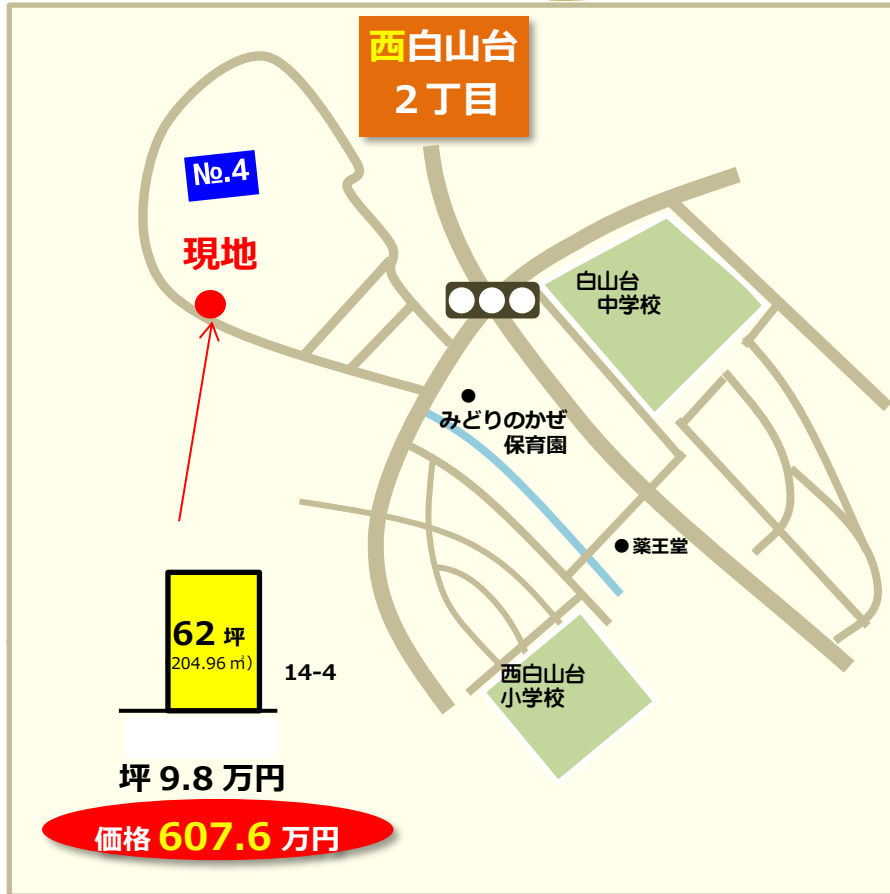 西白山台
２丁目
№.4
現地
白山台
中学校
みどりのかぜ
保育園
薬王堂
62 坪
204.96 ㎡)
14-4
西白山台
小学校
坪 9.8 万円
価格 607.6 万円